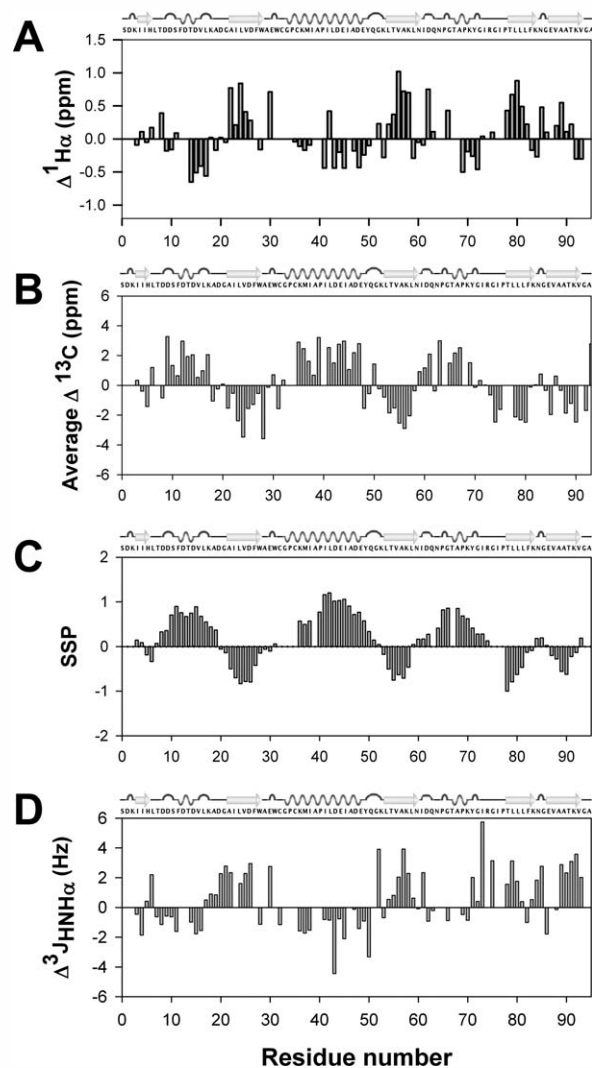 A
SDKIIHLTDDSFDTDVLKADGAILVDFWAEWCGPCKMIAPILDEIADEYQGKLTVAKLNIDQNPGTAPKYGIRGIPTLLLFKNGEVAATKVGA
1.5
1.0
0.5
0.0
-0.5
-1.0
Δ ¹Hα (ppm)
0 10 20 30 40 50 60 70 80 90
B
SDKIIHLTDDSFDTDVLKADGAILVDFWAEWCGPCKMIAPILDEIADEYQGKLTVAKLNIDQNPGTAPKYGIRGIPTLLLFKNGEVAATKVGA
6
4
2
0
-2
-4
-6
Average Δ ¹³C (ppm)
0 10 20 30 40 50 60 70 80 90
C
SDKIIHLTDDSFDTDVLKADGAILVDFWAEWCGPCKMIAPILDEIADEYQGKLTVAKLNIDQNPGTAPKYGIRGIPTLLLFKNGEVAATKVGA
2
1
0
-1
-2
SSP
0 10 20 30 40 50 60 70 80 90
D
SDKIIHLTDDSFDTDVLKADGAILVDFWAEWCGPCKMIAPILDEIADEYQGKLTVAKLNIDQNPGTAPKYGIRGIPTLLLFKNGEVAATKVGA
6
4
2
0
-2
-4
-6
Δ³JHNHα (Hz)
0 10 20 30 40 50 60 70 80 90
Residue number